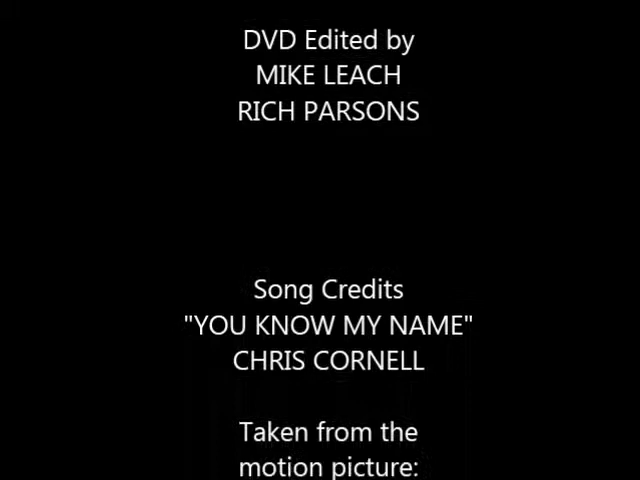 DVD Edited by
MIKE LEACH
RICH PARSONS
Song Credits
"YOU KNOW MY NAME"
CHRIS CORNELL
Taken from the
motion picture: